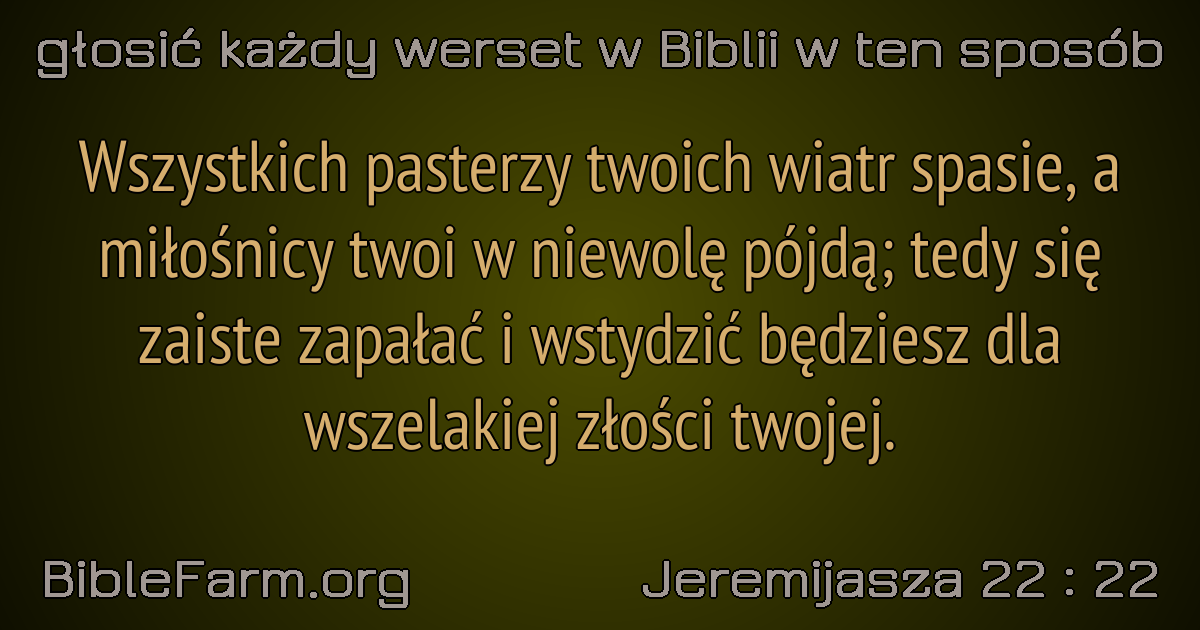 głosić każdy werset w Biblii w ten sposób
Wszystkich pasterzy twoich wiatr spasie, a
miłośnicy twoi w niewolę pójdą; tedy się
zaiste zapałać i wstydzić będziesz dla
wszelakiej złości twojej.
BibleFarm.org
Jeremijasza 22 : 22